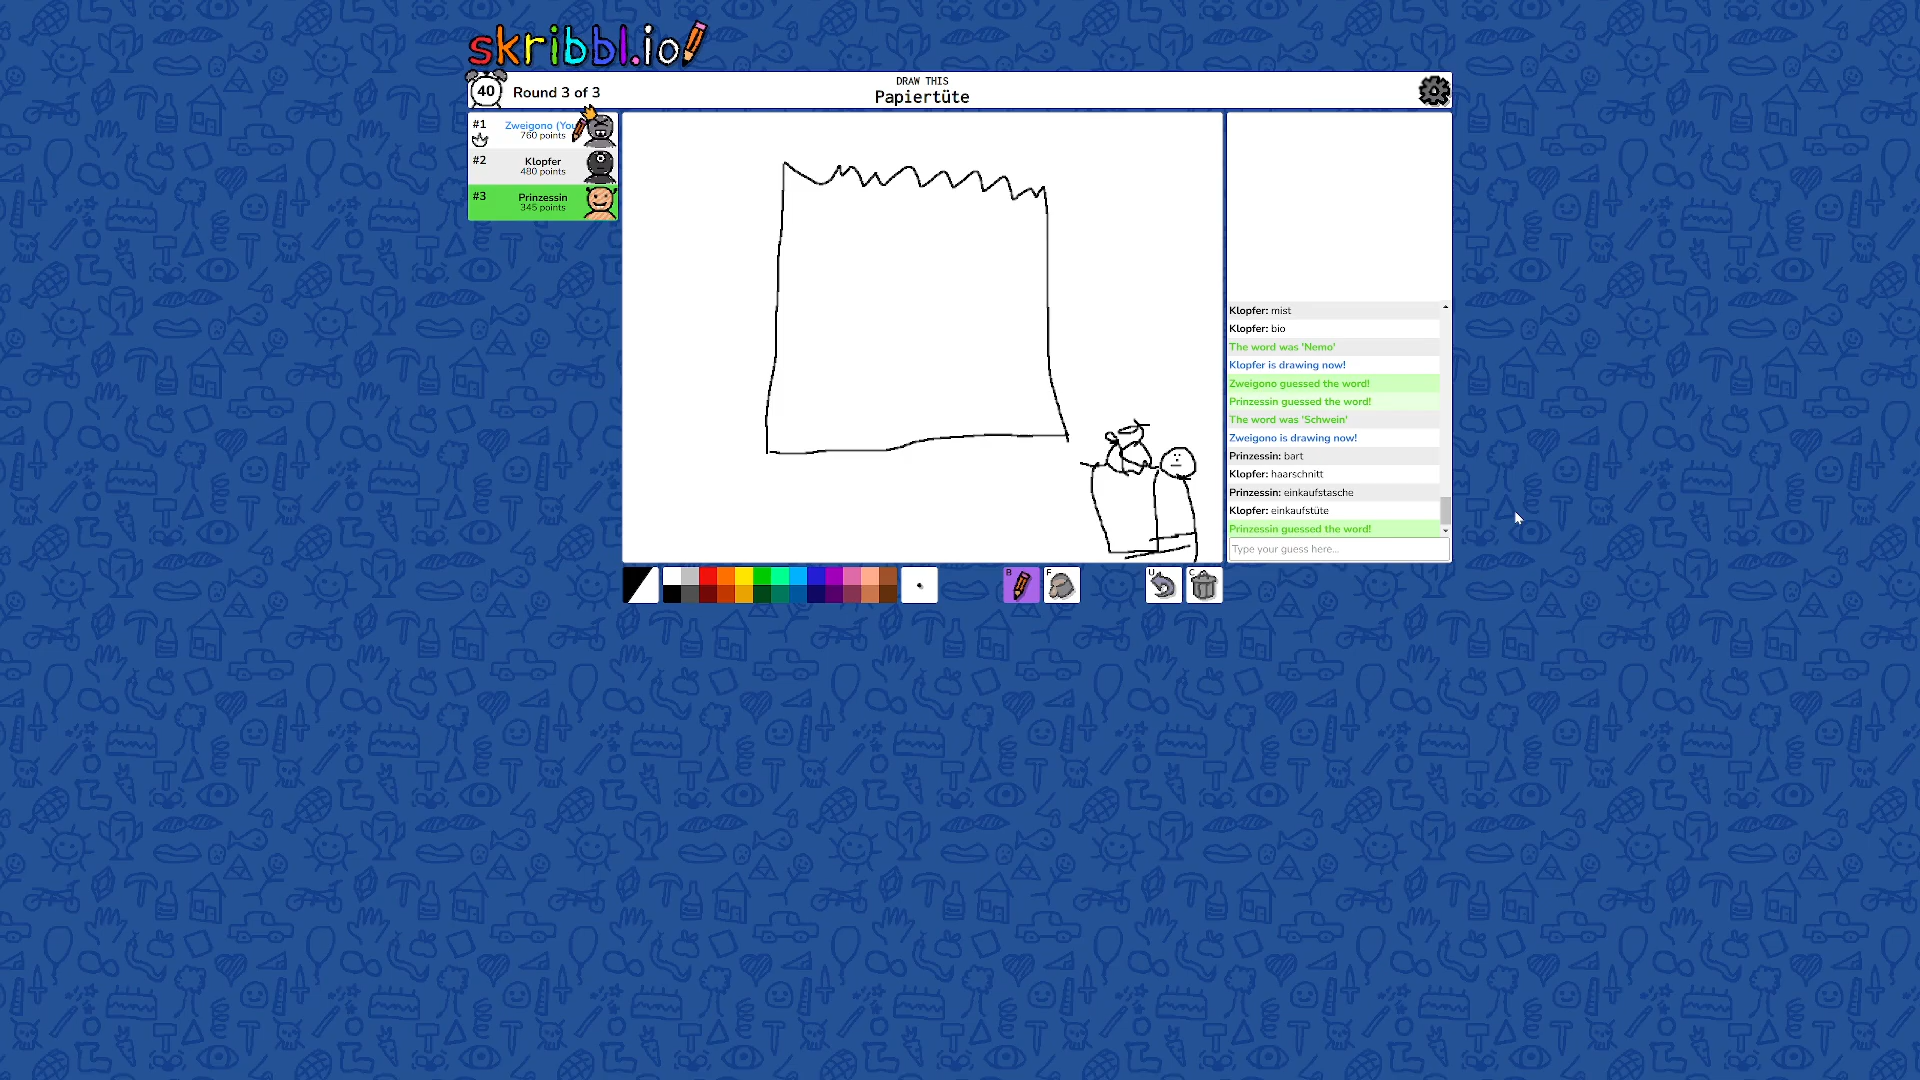 skribbl.io
40
Round 3 of 3
DRAW THIS
Papiertüte
#1
Zweigono (You
760 points
#2
Klopfer
480 points
#3
Prinzessin
345 points
Klopfer: mist
Klopfer: bio
The word was 'Nemo'
Klopfer is drawing now!
Zweigono guessed the word!
Prinzessin guessed the word!
The word was 'Schwein'
Zweigono is drawing now!
Prinzessin: bart
Klopfer: haarschnitt
Prinzessin: einkaufstasche
Klopfer: einkaufstüte
Prinzessin guessed the word!
Type your guess here...
B
F
U
C